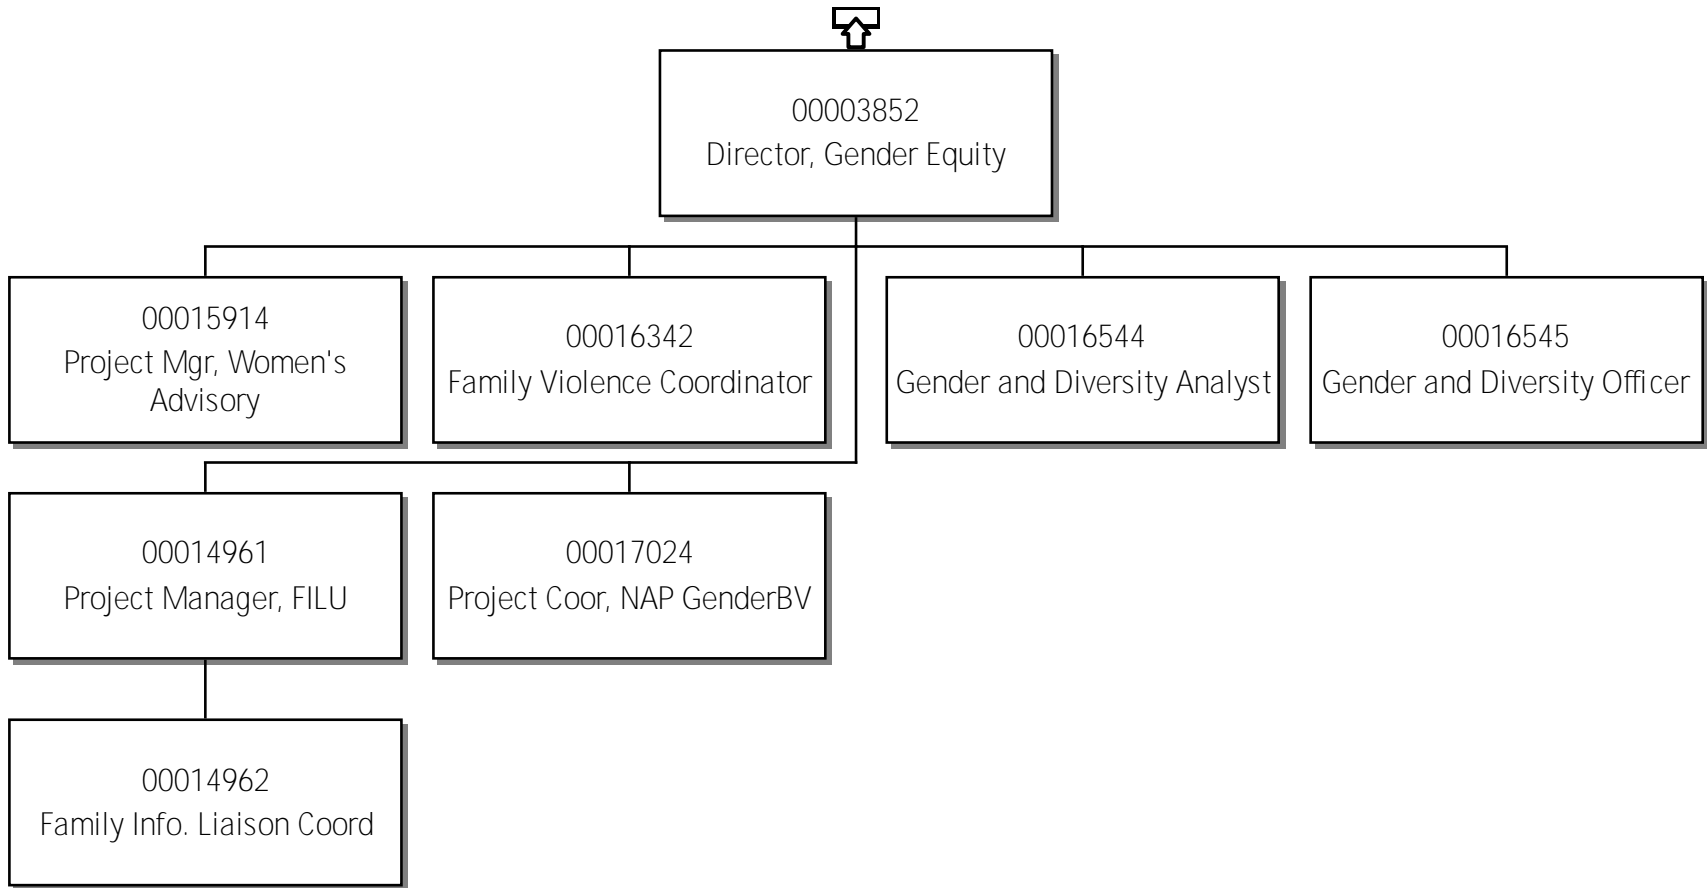 00003852
Director, Gender Equity
00015914
Project Mgr, Women's
Advisory
00016342
Family Violence Coordinator
00016544
Gender and Diversity Analyst
00016545
Gender and Diversity Officer
00014961
Project Manager, FILU
00017024
Project Coor, NAP GenderBV
00014962
Family Info. Liaison Coord